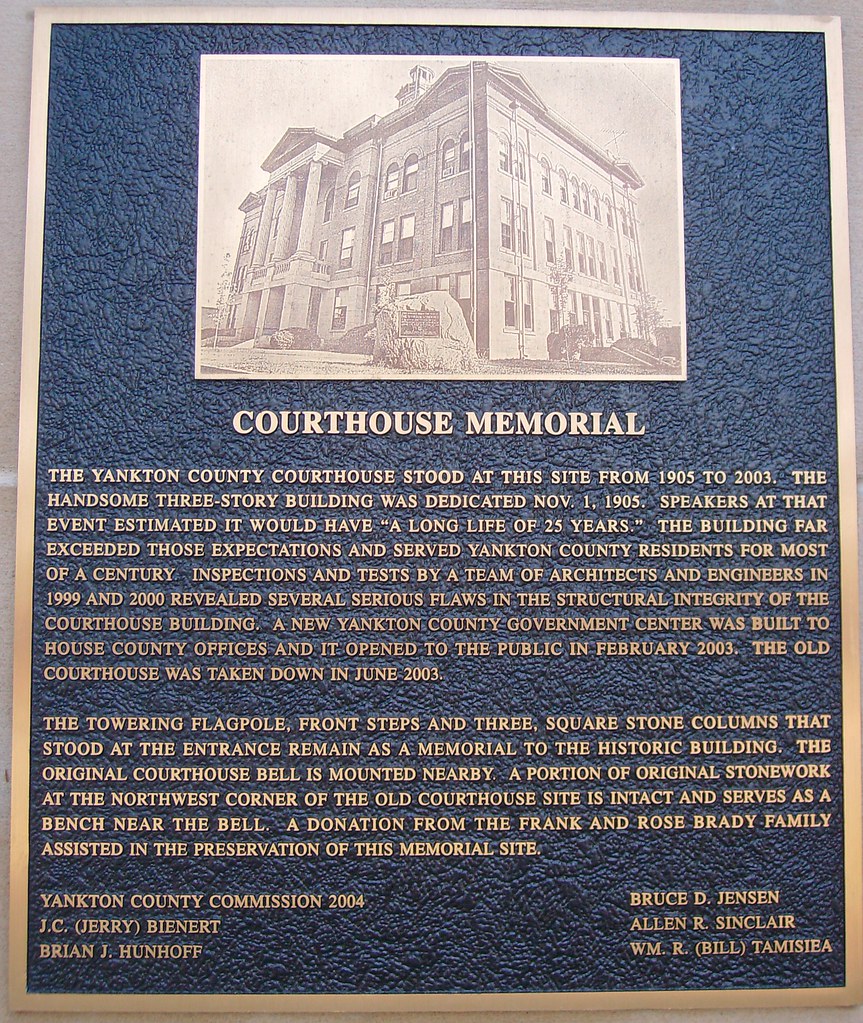 COURTHOUSE MEMORIAL
THE YANKTON COUNTY COURTHOUSE STOOD AT THIS SITE FROM 1905 TO 2003. THE
HANDSOME THREE-STORY BUILDING WAS DEDICATED NOV. 1, 1905. SPEAKERS AT THAT
EVENT ESTIMATED IT WOULD HAVE “A LONG LIFE OF 25 YEARS.” THE BUILDING FAR
EXCEEDED THOSE EXPECTATIONS AND SERVED YANKTON COUNTY RESIDENTS FOR MOST
OF A CENTURY. INSPECTIONS AND TESTS BY A TEAM OF ARCHITECTS AND ENGINEERS IN
1999 AND 2000 REVEALED SEVERAL SERIOUS FLAWS IN THE STRUCTURAL INTEGRITY OF THE
COURTHOUSE BUILDING. A NEW YANKTON COUNTY GOVERNMENT CENTER WAS BUILT TO
HOUSE COUNTY OFFICES AND IT OPENED TO THE PUBLIC IN FEBRUARY 2003. THE OLD
COURTHOUSE WAS TAKEN DOWN IN JUNE 2003.
THE TOWERING FLAGPOLE, FRONT STEPS AND THREE, SQUARE STONE COLUMNS THAT
STOOD AT THE ENTRANCE REMAIN AS A MEMORIAL TO THE HISTORIC BUILDING. THE
ORIGINAL COURTHOUSE BELL IS MOUNTED NEARBY. A PORTION OF ORIGINAL STONEWORK
AT THE NORTHWEST CORNER OF THE OLD COURTHOUSE SITE IS INTACT AND SERVES AS A
BENCH NEAR THE BELL. A DONATION FROM THE FRANK AND ROSE BRADY FAMILY
ASSISTED IN THE PRESERVATION OF THIS MEMORIAL SITE.
YANKTON COUNTY COMMISSION 2004
J.C. (JERRY) BIENERT
BRIAN J. HUNHOFF
BRUCE D. JENSEN
ALLEN R. SINCLAIR
WM. R. (BILL) TAMISIEA